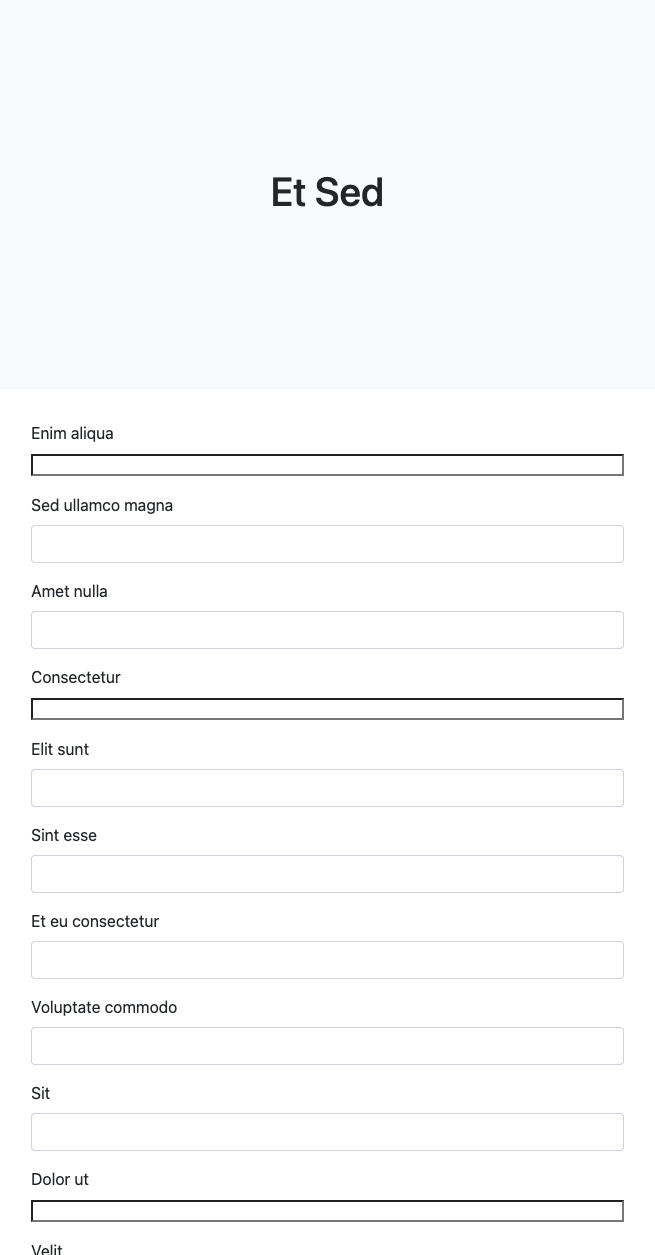 Et Sed
Enim aliqua
Sed ullamco magna
Amet nulla
Consectetur
Elit sunt
Sint esse
Et eu consectetur
Voluptate commodo
Sit
Dolor ut
Velit